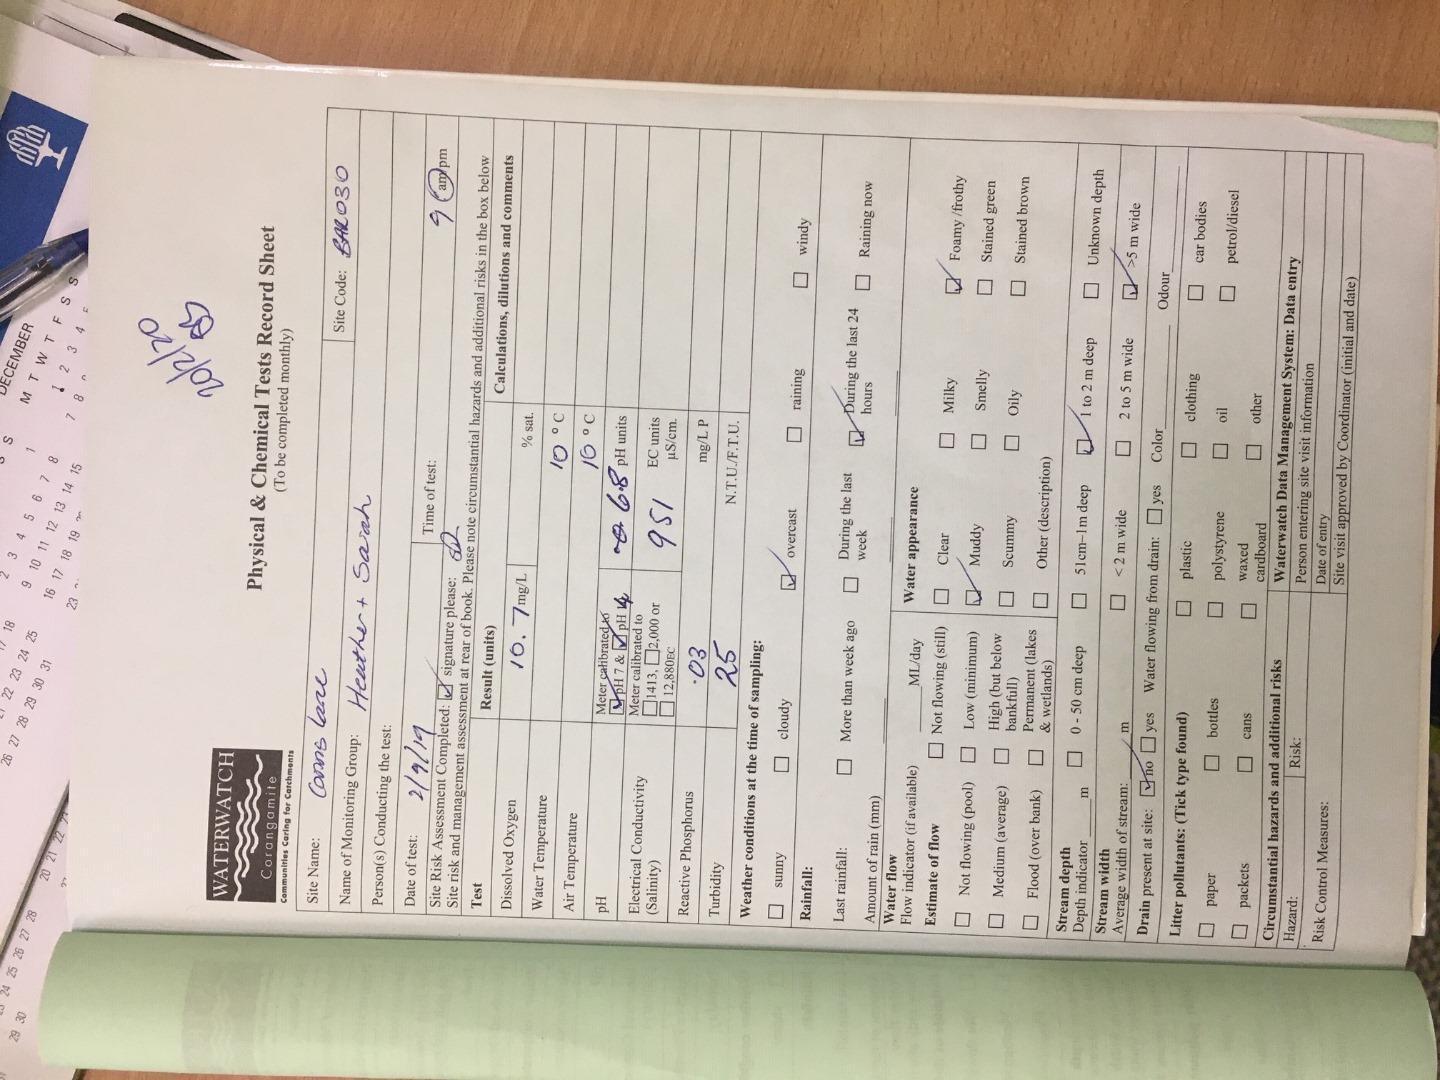 20/2/20
WATERWATCH
Corangamite
Communities Caring for Catchments
Physical & Chemical Tests Record Sheet
(To be completed monthly)
Site Name: Conns Lane Site Code: BAR030
Name of Monitoring Group:
Person(s) Conducting the test: Heather + Sarah
Date of test: 2/9/19 Time of test: 9 am/pm
Site Risk Assessment Completed: ☑ signature please:
Site risk and management assessment at rear of book. Please note circumstantial hazards and additional risks in the box below
Test Result (units) Calculations, dilutions and comments
Dissolved Oxygen 10.7 mg/L % sat.
Water Temperature 10 °C
Air Temperature 10 °C
pH Meter calibrated to ☑ pH 7 & ☑ pH 4 6.8 pH units
Electrical Conductivity (Salinity) Meter calibrated to ☐ 1413, ☐ 2,000 or ☐ 12,880EC 951 EC units µS/cm.
Reactive Phosphorus .03 mg/L P
Turbidity 25 N.T.U./F.T.U.
Weather conditions at the time of sampling:
☐ sunny ☐ cloudy ☑ overcast ☐ raining ☐ windy
Rainfall:
Last rainfall: ☐ More than week ago ☐ During the last week ☑ During the last 24 hours ☐ Raining now
Amount of rain (mm)
Water flow Water appearance
Flow indicator (if available) ML/day
Estimate of flow ☐ Not flowing (still) ☐ Clear ☐ Milky ☑ Foamy /frothy
☐ Not flowing (pool) ☐ Low (minimum) ☑ Muddy ☐ Smelly ☐ Stained green
☐ Medium (average) ☐ High (but below bankfull) ☐ Scummy ☐ Oily ☐ Stained brown
☐ Flood (over bank) ☐ Permanent (lakes & wetlands) ☐ Other (description)
Stream depth
Depth indicator m ☐ 0 - 50 cm deep ☐ 51cm–1m deep ☑ 1 to 2 m deep ☐ Unknown depth
Stream width
Average width of stream: m ☐ < 2 m wide ☐ 2 to 5 m wide ☑ >5 m wide
Drain present at site: ☑ no ☐ yes Water flowing from drain: ☐ yes Color Odour
Litter pollutants: (Tick type found)
☐ paper ☐ bottles ☐ plastic ☐ clothing ☐ car bodies
☐ packets ☐ cans ☐ polystyrene ☐ oil ☐ petrol/diesel
☐ waxed cardboard ☐ other
Circumstantial hazards and additional risks Waterwatch Data Management System: Data entry
Hazard: Risk: Person entering site visit information
Risk Control Measures: Date of entry
Site visit approved by Coordinator (initial and date)
DECEMBER
M T W T F S S